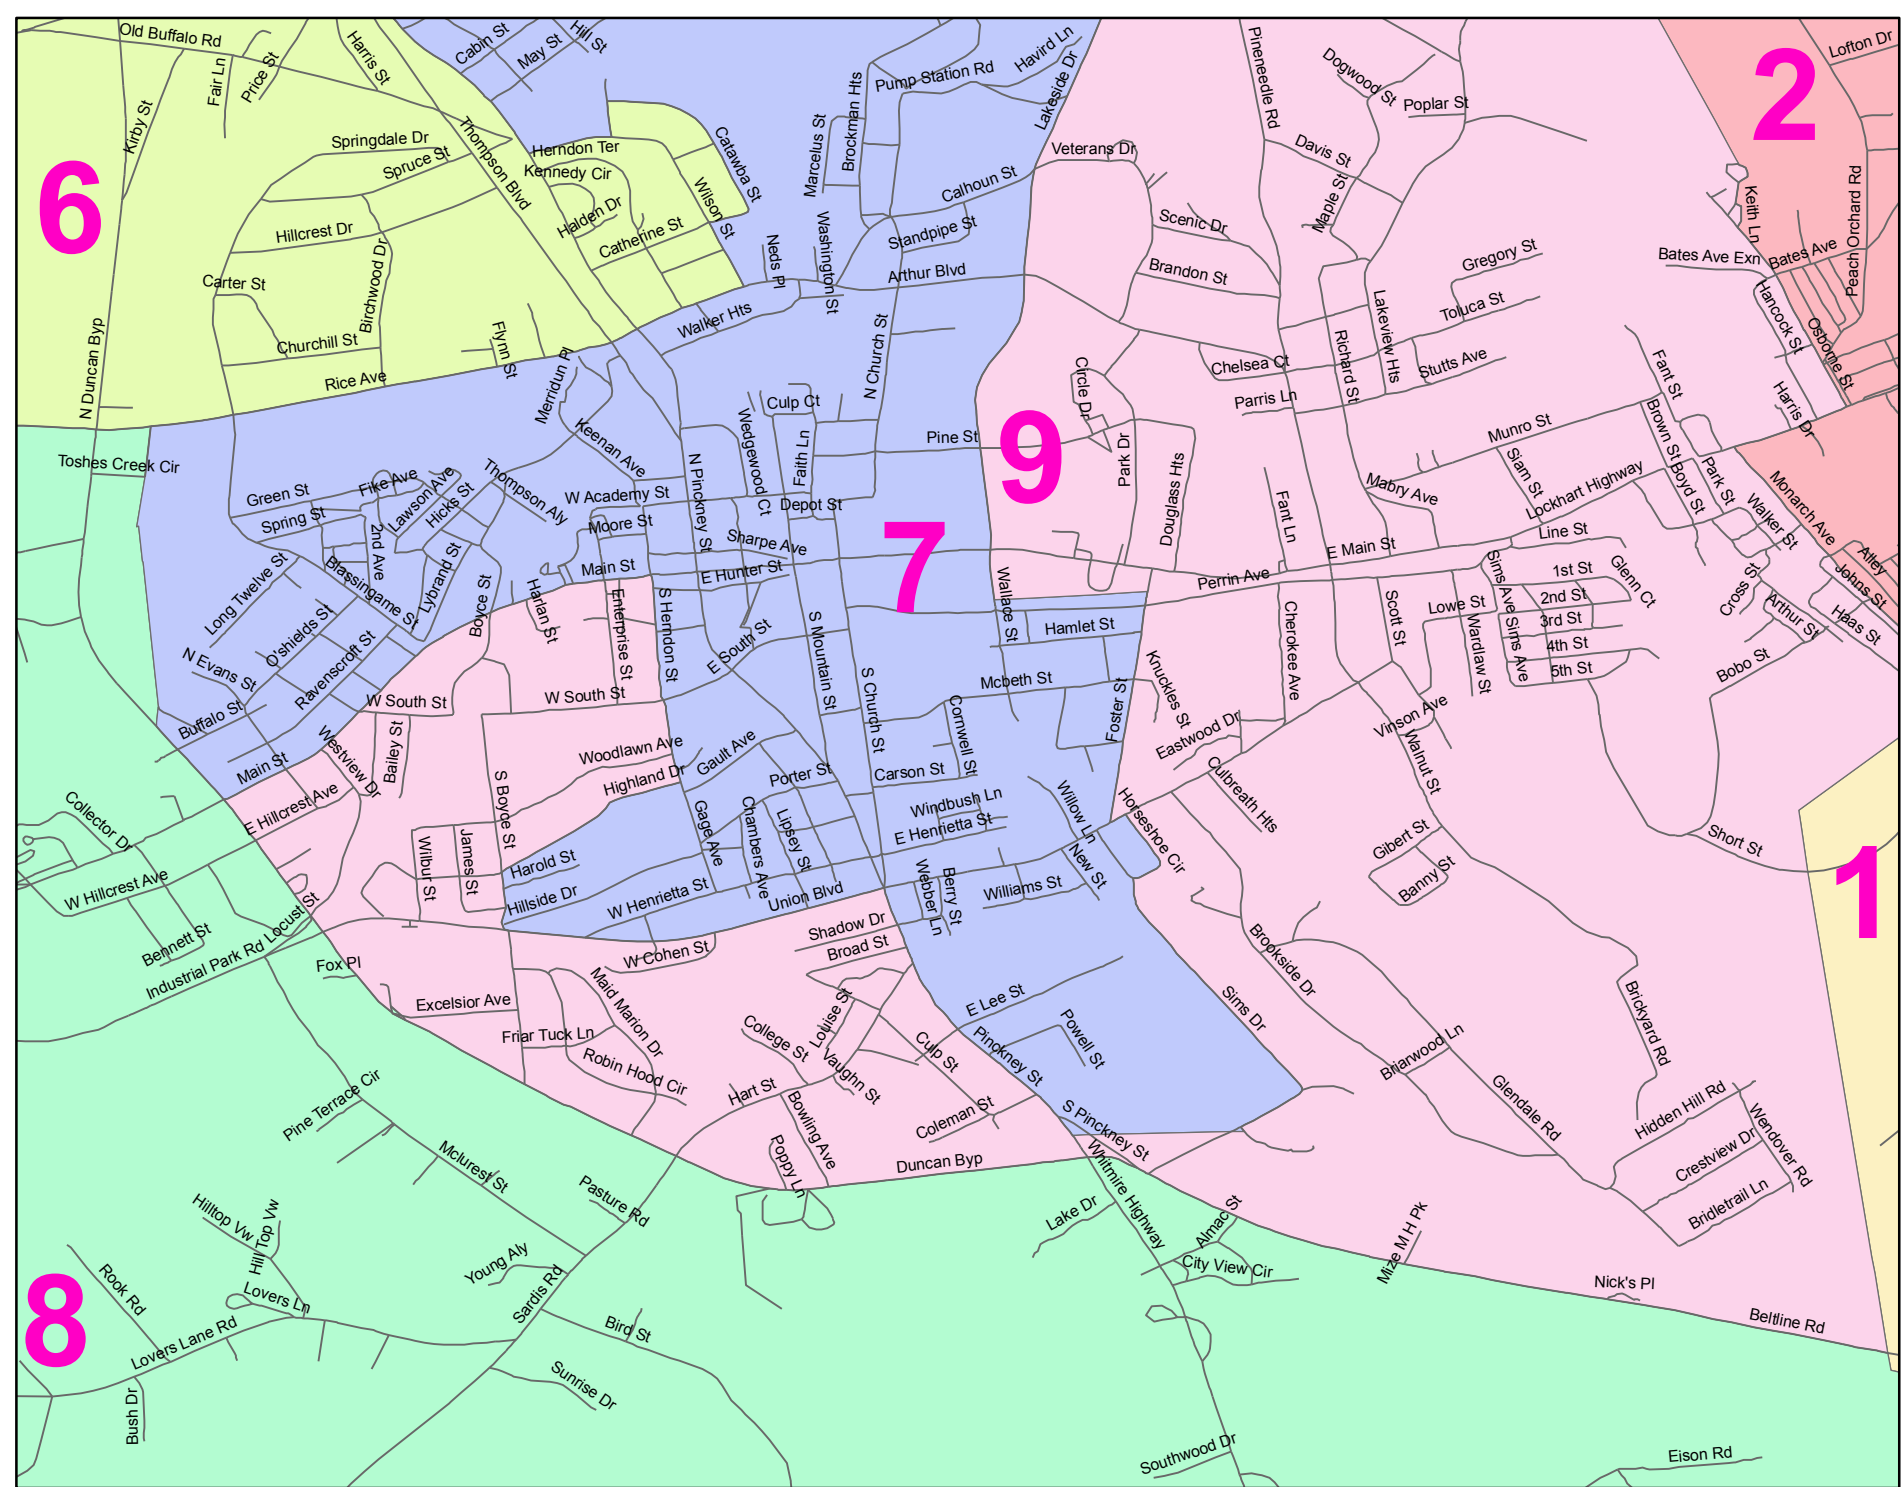 Old Buffalo Rd
Fair Ln
Price St
Harris St
Cabin St
May St
Hill St
Pump Station Rd
Havird Ln
Lakeside Dr
Pineneedle Rd
Dogwood St
Poplar St
2
Lofton Dr
Kirby St
Springdale Dr
Spruce St
Thompson Blvd
Herndon Ter
Kennedy Cir
Catawba St
Marcelus St
Brockman Hts
Veterans Dr
Davis St
Maple St
6
Halden Dr
Wilson St
Catherine St
Calhoun St
Standpipe St
Scenic Dr
Keith Ln
Peach Orchard Rd
Hillcrest Dr
Birchwood Dr
Neds Pl
Washington St
Arthur Blvd
Brandon St
Gregory St
Bates Ave Exn
Bates Ave
Carter St
Churchill St
Walker Hts
Toluca St
Lakeview Hts
Richard St
Hancock St
Osborne St
N Duncan Byp
Flynn St
Merridun Pl
N Church St
Circle Dr
Chelsea Ct
Stutts Ave
Fant St
Rice Ave
Culp Ct
Parris Ln
Harris Dr
Keenan Ave
Wedgewood Ct
Faith Ln
Pine St
9
Park Dr
Munro St
Brown St
Toshes Creek Cir
Thompson Aly
N Pinckney St
Douglass Hts
Siam St
Boyd St
Park St
Green St
Fike Ave
Lawson Ave
Hicks St
W Academy St
Depot St
Mabry Ave
Lockhart Highway
Walker St
Monarch Ave
Spring St
2nd Ave
Moore St
Sharpe Ave
7
Fant Ln
E Main St
Line St
Atley
Long Twelve St
Blassingame St
Lybrand St
Boyce St
Main St
E Hunter St
Perrin Ave
Sims Ave
1st St
Glenn Ct
Cross St
Johns St
O'shields St
Harlan St
Enterprise St
S Herndon St
Wallace St
Cherokee Ave
Scott St
Lowe St
2nd St
3rd St
Arthur St
Haas St
N Evans St
Ravenscroft St
E South St
S Mountain St
Hamlet St
Wardlaw St
Sims Ave
4th St
5th St
Bobo St
Buffalo St
W South St
W South St
S Church St
Mcbeth St
Foster St
Knuckles St
Main St
Westview Dr
Bailey St
Woodlawn Ave
Highland Dr
Gault Ave
Cornwell St
Eastwood Dr
Vinson Ave
Walnut St
Collector Dr
E Hillcrest Ave
S Boyce St
Gage Ave
Chambers Ave
Porter St
Lipsey St
Carson St
Windbush Ln
E Henrietta St
Willow Ln
Horseshoe Cir
Culbreath Hts
Gibert St
Short St
W Hillcrest Ave
Wilbur St
James St
Harold St
Hillside Dr
W Henrietta St
Union Blvd
Webber Ln
Berry St
Williams St
New St
Banny St
1
Bennett St
Locust St
Industrial Park Rd
Fox Pl
W Cohen St
Shadow Dr
Broad St
Brookside Dr
Excelsior Ave
Friar Tuck Ln
Maid Marion Dr
Robin Hood Cir
College St
Louise St
Vaughn St
Culp St
E Lee St
Pinckney St
Powell St
Sims Dr
Briarwood Ln
Brickyard Rd
Pine Terrace Cir
Hart St
Bowling Ave
Coleman St
S Pinckney St
Glendale Rd
Hidden Hill Rd
Wendover Rd
Mclurest St
Poppy Ln
Duncan Byp
Whitmire Highway
Crestview Dr
Bridletrail Ln
Pasture Rd
Lake Dr
Almac St
City View Cir
Mize M H Pk
Hilltop Vw
Hill Top Vw
Young Aly
Sardis Rd
Nick's Pl
Beltline Rd
8
Rook Rd
Lovers Ln
Lovers Lane Rd
Bird St
Sunrise Dr
Bush Dr
Southwood Dr
Eison Rd